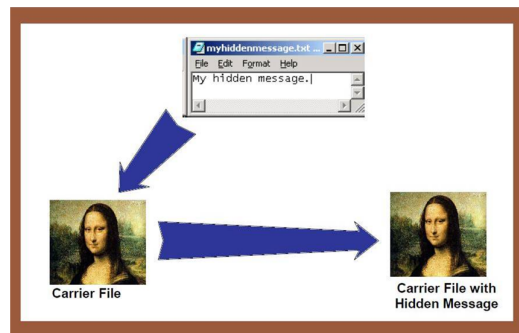 myhiddenmessage.txt ...
File Edit Format Help
My hidden message.
Carrier File
Carrier File with
Hidden Message